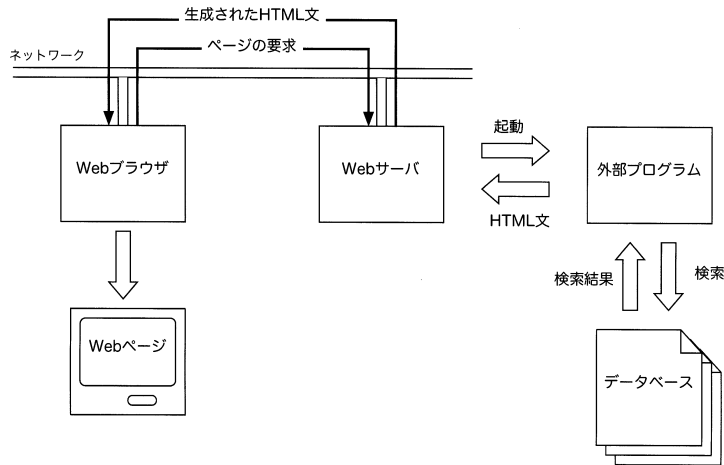 生成されたHTML文
ページの要求
ネットワーク
Webブラウザ
Webサーバ
起動
HTML文
外部プログラム
検索結果
検索
Webページ
データベース